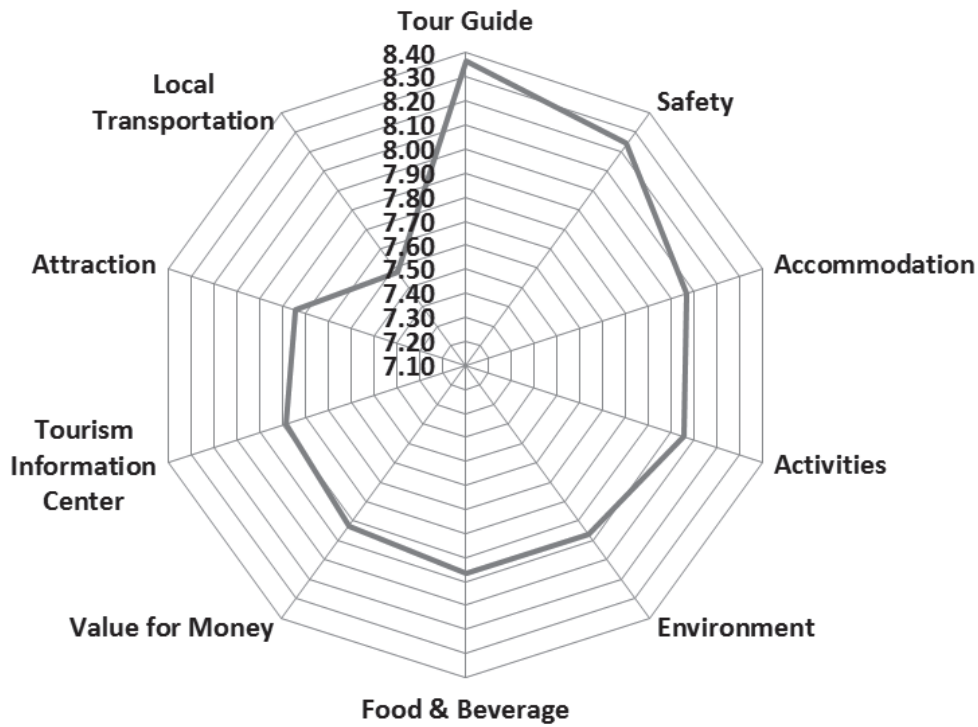 Tour Guide
8.40
8.30
8.20
8.10
8.00
7.90
7.80
7.70
7.60
7.50
7.40
7.30
7.20
7.10
Safety
Accommodation
Activities
Environment
Food & Beverage
Value for Money
Tourism
Information
Center
Attraction
Local
Transportation